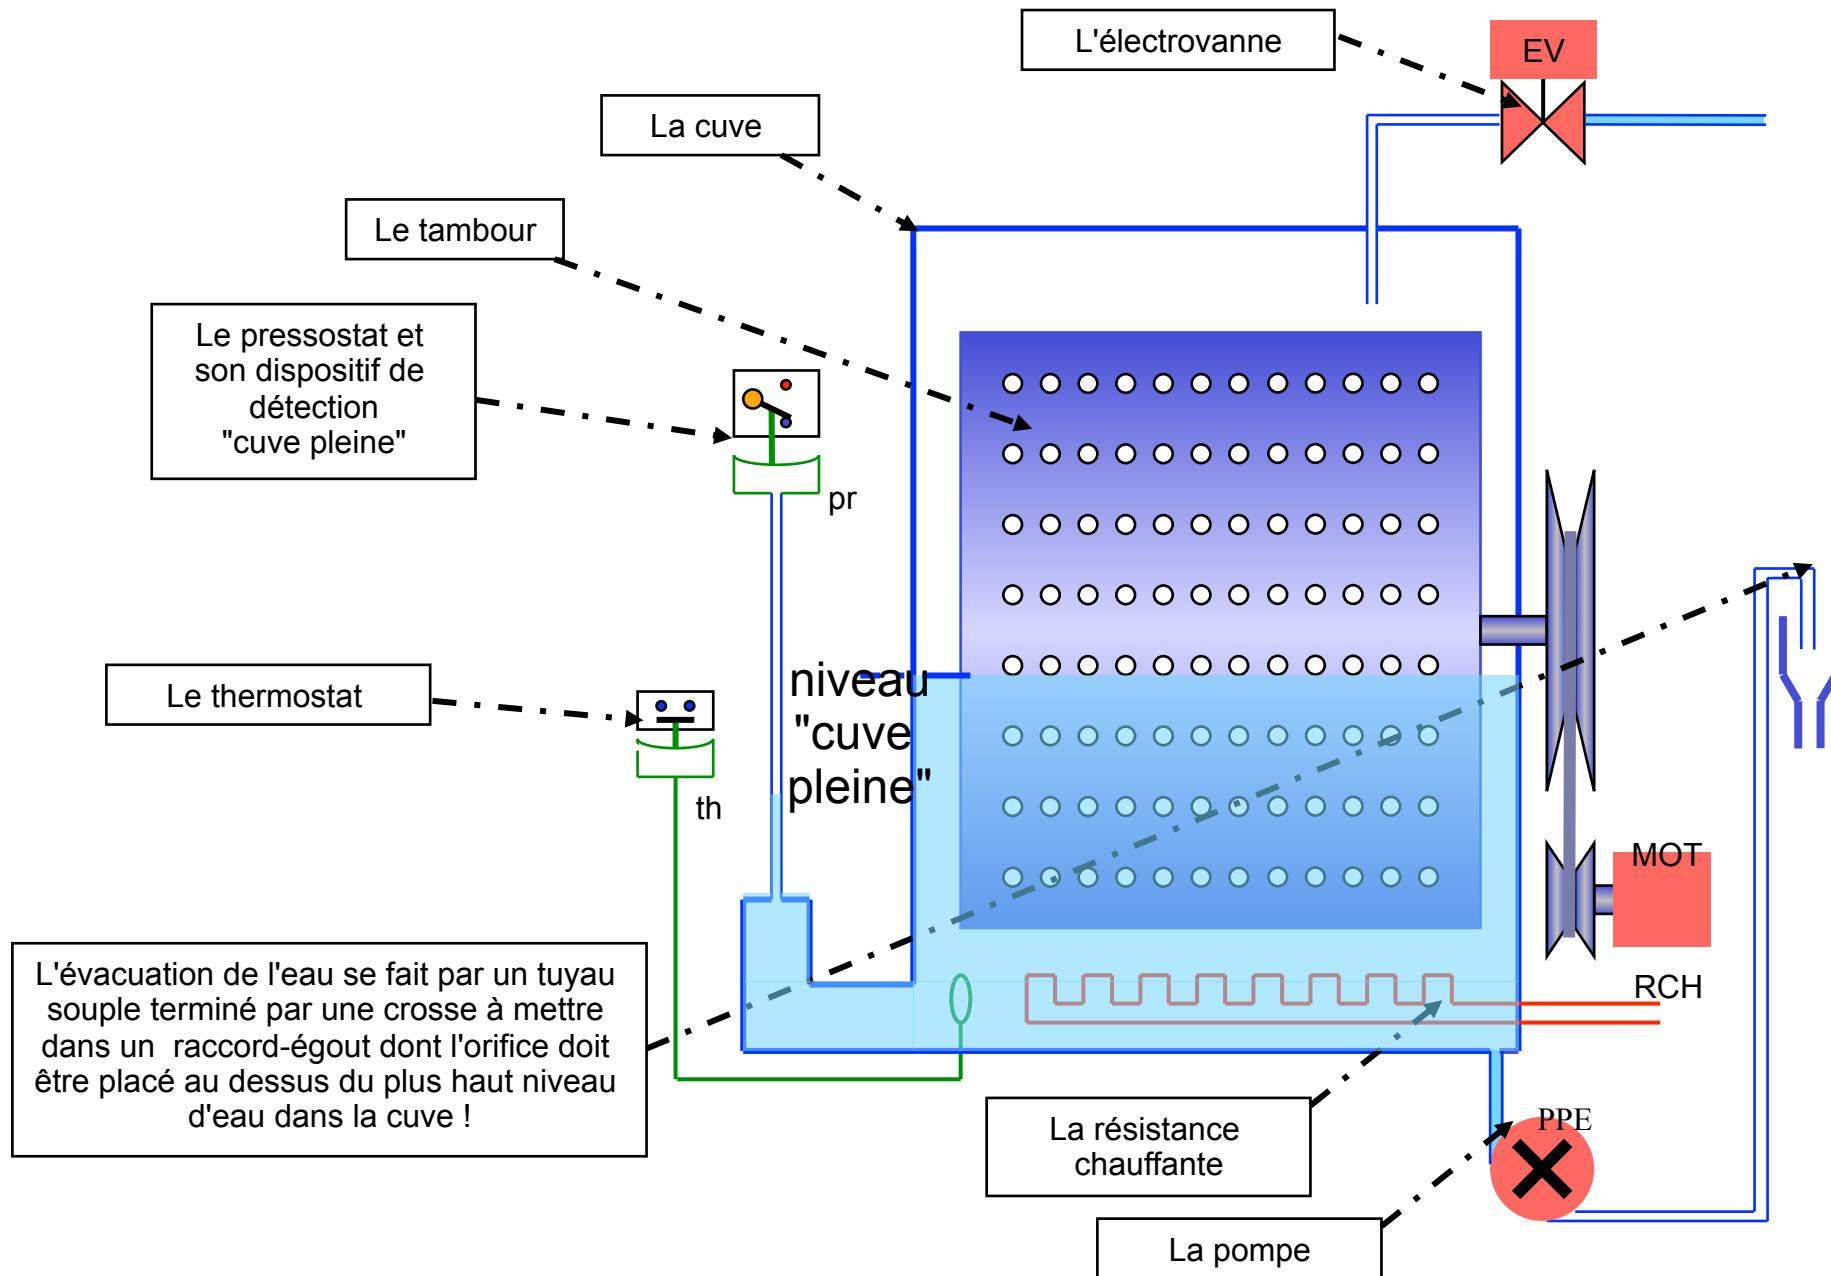 L'électrovanne
EV
La cuve
Le tambour
Le pressostat et
son dispositif de
détection
"cuve pleine"
pr
Le thermostat
niveau
"cuve
pleine"
th
MOT
L'évacuation de l'eau se fait par un tuyau
souple terminé par une crosse à mettre
dans un  raccord-égout dont l'orifice doit
être placé au dessus du plus haut niveau
d'eau dans la cuve !
RCH
La résistance
chauffante
PPE
La pompe